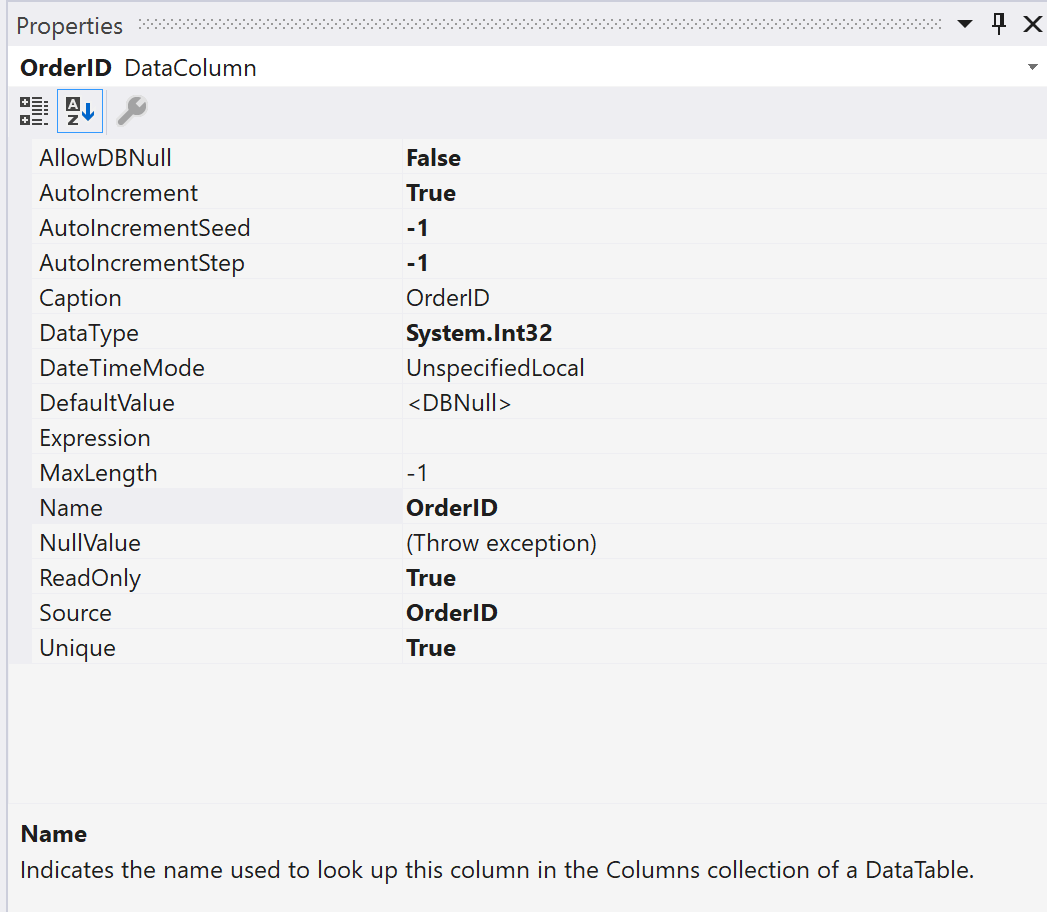 Properties
OrderID DataColumn
AllowDBNull False
AutoIncrement True
AutoIncrementSeed -1
AutoIncrementStep -1
Caption OrderID
DataType System.Int32
DateTimeMode UnspecifiedLocal
DefaultValue <DBNull>
Expression
MaxLength -1
Name OrderID
NullValue (Throw exception)
ReadOnly True
Source OrderID
Unique True
Name
Indicates the name used to look up this column in the Columns collection of a DataTable.